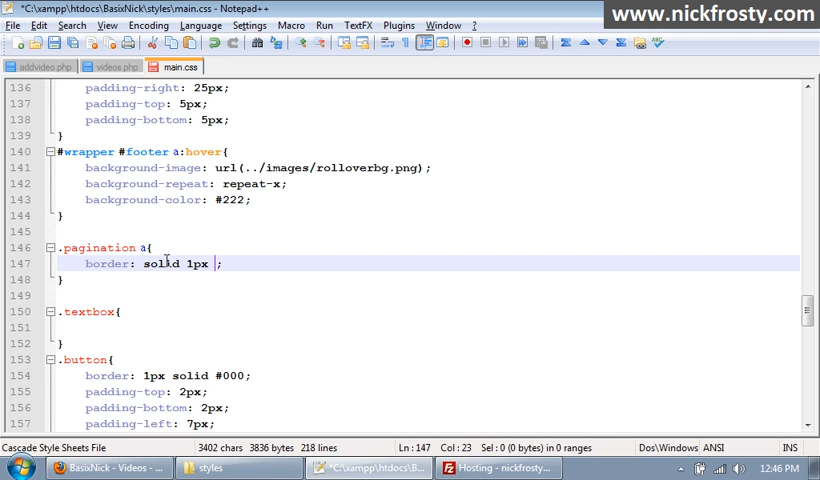 *C:\xampp\htdocs\BasixNick\styles\main.css - Notepad++
www.nickfrosty.com
File Edit Search View Encoding Language Settings Macro Run TextFX Plugins Window ?
addvideo.php videos.php main.css
136 padding-right: 25px;
137 padding-top: 5px;
138 padding-bottom: 5px;
139 }
140 #wrapper #footer a:hover{
141 background-image: url(../images/rolloverbg.png);
142 background-repeat: repeat-x;
143 background-color: #222;
144 }
145
146 .pagination a{
147 border: solid 1px ;
148 }
149
150 .textbox{
151
152 }
153 .button{
154 border: 1px solid #000;
155 padding-top: 2px;
156 padding-bottom: 2px;
157 padding-left: 7px;
Cascade Style Sheets File 3402 chars 3836 bytes 218 lines Ln : 147 Col : 23 Sel : 0 (0 bytes) in 0 ranges Dos\Windows ANSI INS
BasixNick - Videos - ... styles *C:\xampp\htdocs\B... Hosting - nickfrosty... 12:46 PM